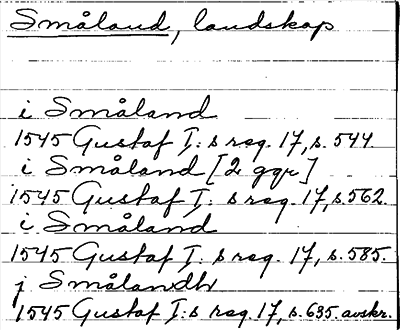 Småland, landskap
i Småland
1545 Gustaf I:s reg. 17, s. 544.
i Småland [2 ggr]
1545 Gustaf I:s reg. 17, s. 562.
i Småland
1545 Gustaf I:s reg. 17, s. 585.
j Smålandh
1545 Gustaf I:s reg. 17, s. 635. avskr.